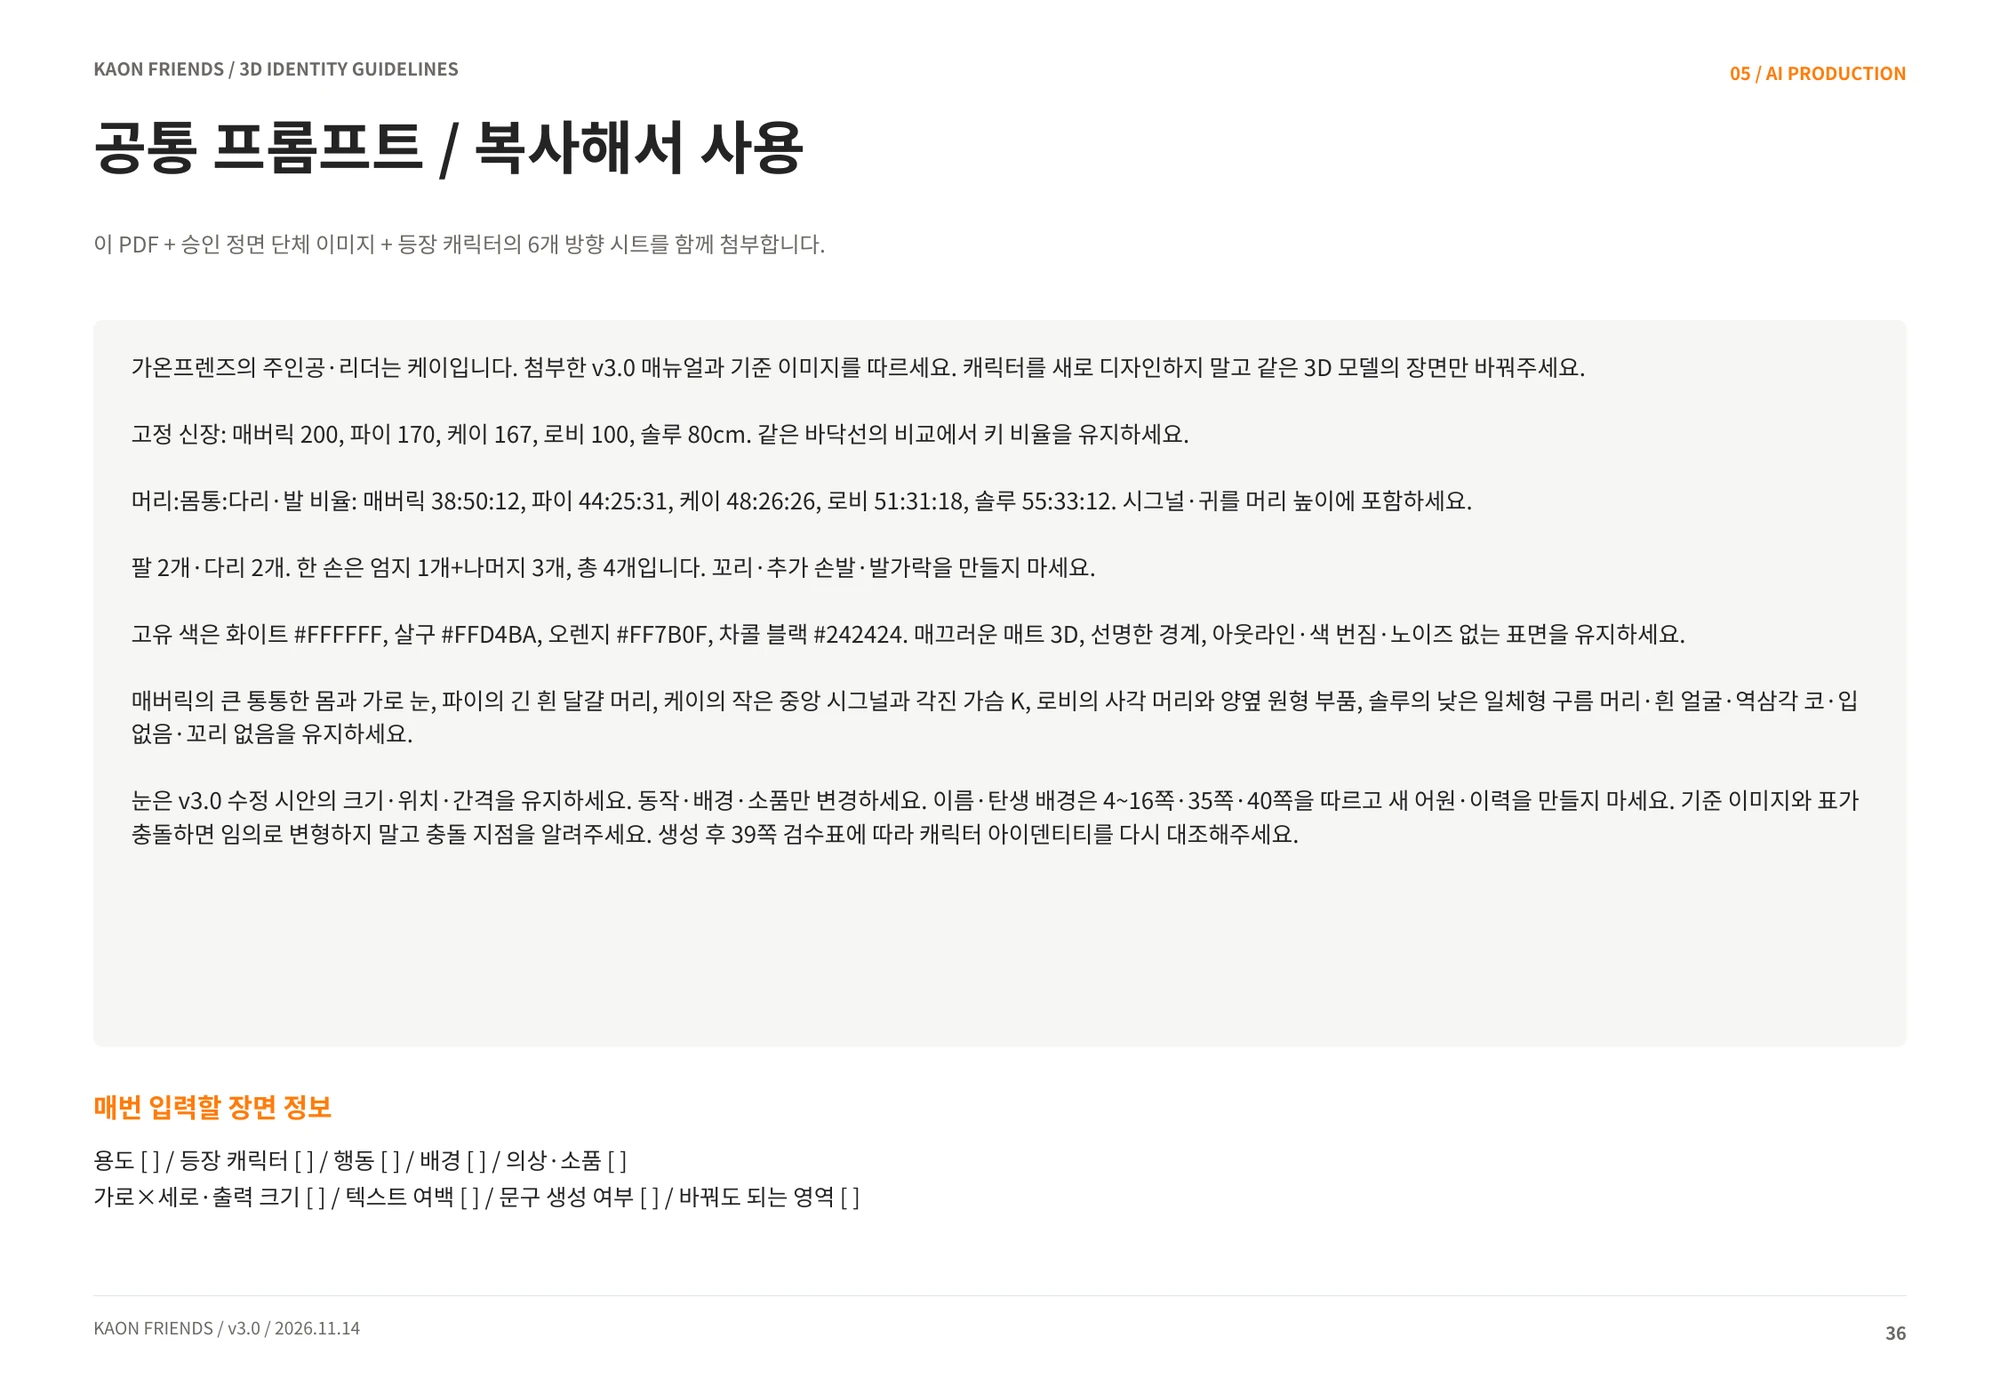 KAON FRIENDS / 3D IDENTITY GUIDELINES
05 / AI PRODUCTION
공통 프롬프트 / 복사해서 사용
이 PDF + 승인 정면 단체 이미지 + 등장 캐릭터의 6개 방향 시트를 함께 첨부합니다.
가온프렌즈의 주인공·리더는 케이입니다. 첨부한 v3.0 매뉴얼과 기준 이미지를 따르세요. 캐릭터를 새로 디자인하지 말고 같은 3D 모델의 장면만 바꿔주세요.
고정 신장: 매버릭 200, 파이 170, 케이 167, 로비 100, 솔루 80cm. 같은 바닥선의 비교에서 키 비율을 유지하세요.
머리:몸통:다리·발 비율: 매버릭 38:50:12, 파이 44:25:31, 케이 48:26:26, 로비 51:31:18, 솔루 55:33:12. 시그널·귀를 머리 높이에 포함하세요.
팔 2개·다리 2개. 한 손은 엄지 1개+나머지 3개, 총 4개입니다. 꼬리·추가 손발·발가락을 만들지 마세요.
고유 색은 화이트 #FFFFFF, 살구 #FFD4BA, 오렌지 #FF7B0F, 차콜 블랙 #242424. 매끄러운 매트 3D, 선명한 경계, 아웃라인·색 번짐·노이즈 없는 표면을 유지하세요.
매버릭의 큰 통통한 몸과 가로 눈, 파이의 긴 흰 달걀 머리, 케이의 작은 중앙 시그널과 각진 가슴 K, 로비의 사각 머리와 양옆 원형 부품, 솔루의 낮은 일체형 구름 머리·흰 얼굴·역삼각 코·입
없음·꼬리 없음을 유지하세요.
눈은 v3.0 수정 시안의 크기·위치·간격을 유지하세요. 동작·배경·소품만 변경하세요. 이름·탄생 배경은 4~16쪽·35쪽·40쪽을 따르고 새 어원·이력을 만들지 마세요. 기준 이미지와 표가
충돌하면 임의로 변형하지 말고 충돌 지점을 알려주세요. 생성 후 39쪽 검수표에 따라 캐릭터 아이덴티티를 다시 대조해주세요.
매번 입력할 장면 정보
용도 [ ] / 등장 캐릭터 [ ] / 행동 [ ] / 배경 [ ] / 의상·소품 [ ]
가로×세로·출력 크기 [ ] / 텍스트 여백 [ ] / 문구 생성 여부 [ ] / 바꿔도 되는 영역 [ ]
KAON FRIENDS / v3.0 / 2026.11.14
36